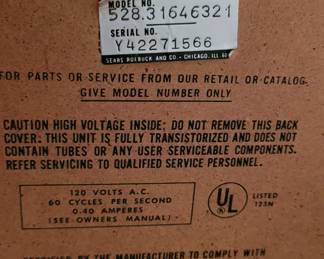 MODEL NO.
528.31646321
SERIAL NO.
Y42271566
SEARS ROEBUCK AND CO. - CHICAGO, ILL
FOR PARTS OR SERVICE FROM OUR RETAIL OR CATALOG,
GIVE MODEL NUMBER ONLY
CAUTION HIGH VOLTAGE INSIDE; DO NOT REMOVE THIS BACK
COVER: THIS UNIT IS FULLY TRANSISTORIZED AND DOES NOT
CONTAIN TUBES OR ANY USER SERVICEABLE COMPONENTS.
REFER SERVICING TO QUALIFIED SERVICE PERSONNEL.
120 VOLTS A.C.
60 CYCLES PER SECOND
0.40 AMPERES
(SEE OWNERS MANUAL)
UL
LISTED
123N
CERTIFIED BY THE MANUFACTURER TO COMPLY WITH